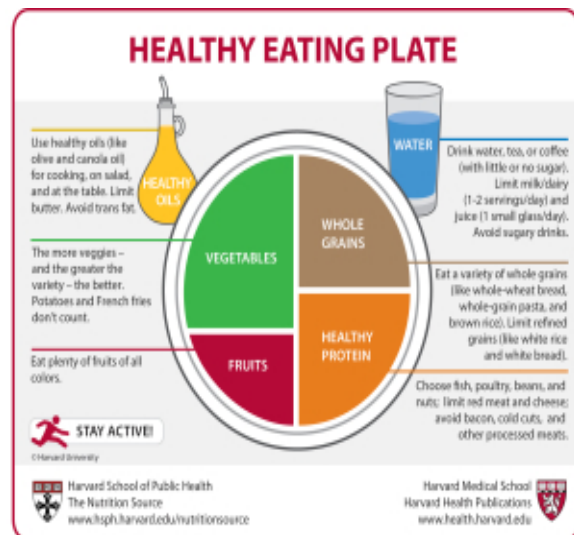 HEALTHY EATING PLATE
Use healthy oils (like
olive and canola oil)
for cooking, on salad,
and at the table. Limit
butter. Avoid trans fat.
HEALTHY
OILS
The more veggies –
and the greater the
variety – the better.
Potatoes and French fries
don't count.
Eat plenty of fruits of all
colors.
VEGETABLES
FRUITS
WHOLE
GRAINS
HEALTHY
PROTEIN
WATER
Drink water, tea, or coffee
(with little or no sugar).
Limit milk/dairy
(1-2 servings/day) and
juice (1 small glass/day).
Avoid sugary drinks.
Eat a variety of whole grains
(like whole-wheat bread,
whole-grain pasta, and
brown rice). Limit refined
grains (like white rice
and white bread).
Choose fish, poultry, beans, and
nuts; limit red meat and cheese;
avoid bacon, cold cuts, and
other processed meats.
STAY ACTIVE!
© Harvard University
Harvard School of Public Health
The Nutrition Source
www.hsph.harvard.edu/nutritionsource
Harvard Medical School
Harvard Health Publications
www.health.harvard.edu